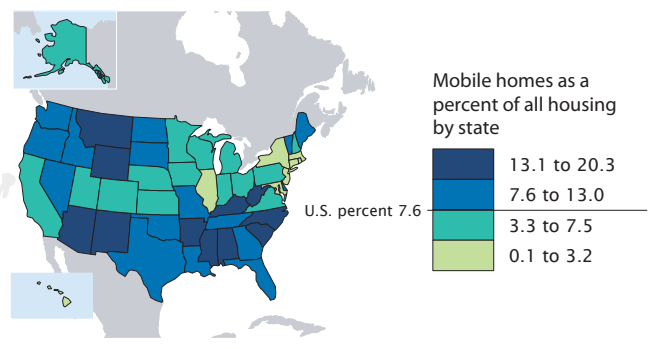 Mobile homes as a
percent of all housing
by state
13.1 to 20.3
7.6 to 13.0
U.S. percent 7.6
3.3 to 7.5
0.1 to 3.2